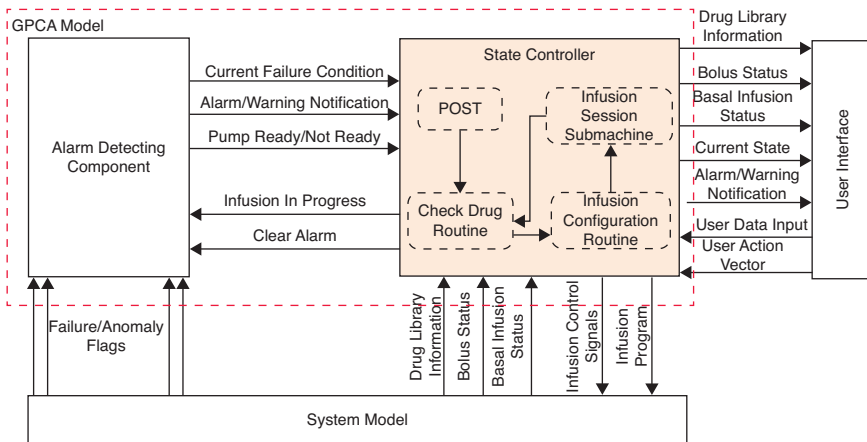 GPCA Model
Alarm Detecting
Component
Current Failure Condition
Alarm/Warning Notification
Pump Ready/Not Ready
Infusion In Progress
Clear Alarm
State Controller
POST
Infusion
Session
Submachine
Check Drug
Routine
Infusion
Configuration
Routine
Drug Library
Information
Bolus Status
Basal Infusion
Status
Current State
Alarm/Warning
Notification
User Data Input
User Action
Vector
User Interface
Failure/Anomaly
Flags
Drug Library
Information
Bolus Status
Basal Infusion
Status
Infusion Control
Signals
Infusion
Program
System Model